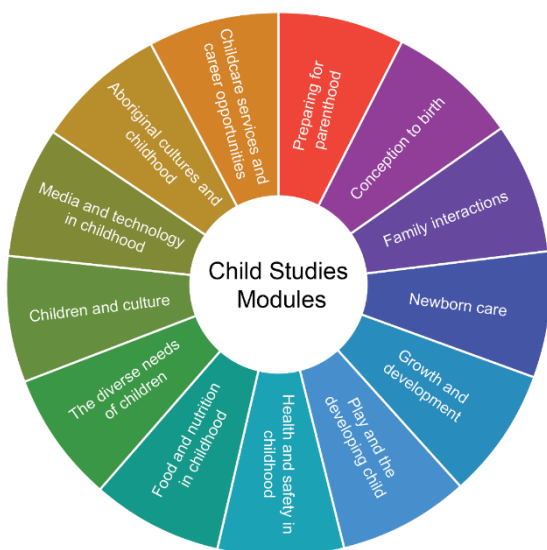 Child Studies
Modules
Preparing for
parenthood
Conception to birth
Family interactions
Newborn care
Growth and
development
Play and the
developing child
Health and safety in
childhood
Food and nutrition
in childhood
The diverse needs
of children
Children and culture
Media and technology
in childhood
Aboriginal cultures and
childhood
Childcare services and
career opportunities